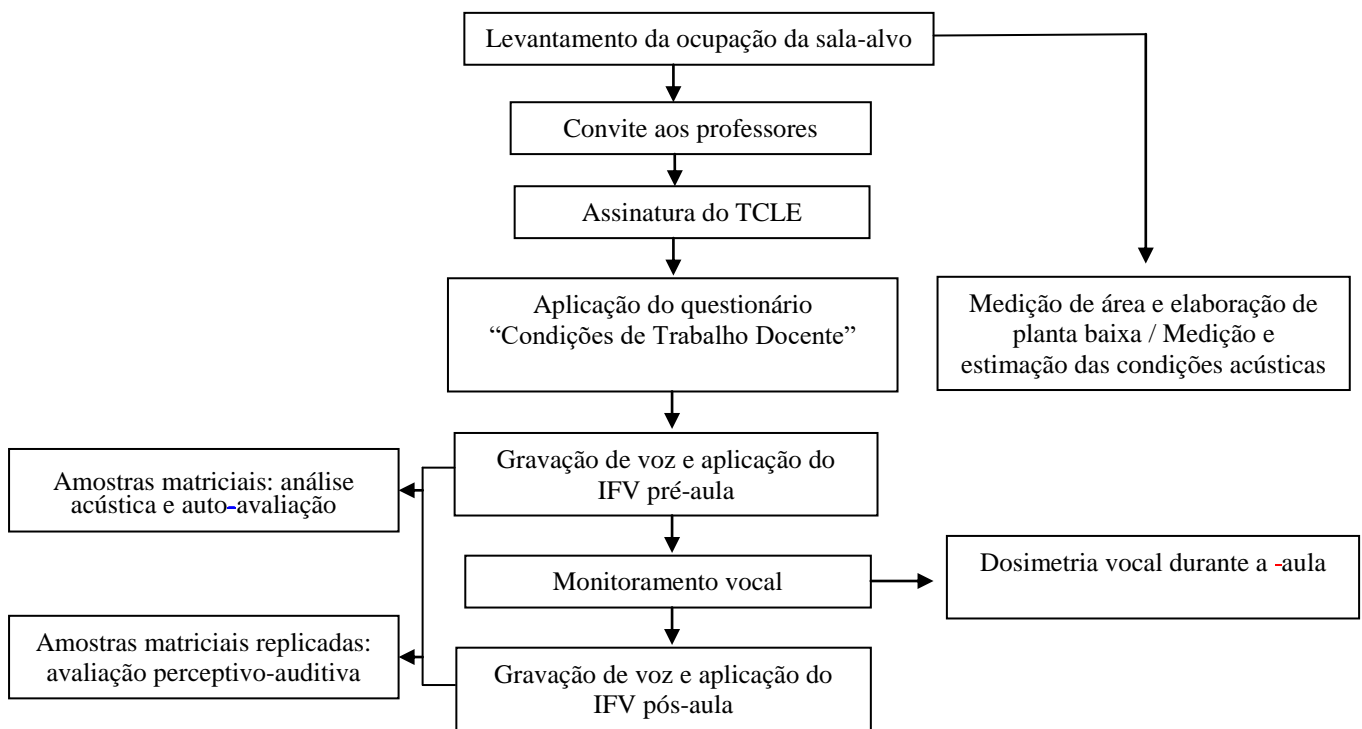 Levantamento da ocupação da sala-alvo
Convite aos professores
Assinatura do TCLE
Aplicação do questionário
“Condições de Trabalho Docente”
Medição de área e elaboração de
planta baixa / Medição e
estimação das condições acústicas
Gravação de voz e aplicação do
IFV pré-aula
Amostras matriciais: análise
acústica e auto-avaliação
Monitoramento vocal
Dosimetria vocal durante a -aula
Amostras matriciais replicadas:
avaliação perceptivo-auditiva
Gravação de voz e aplicação do
IFV pós-aula